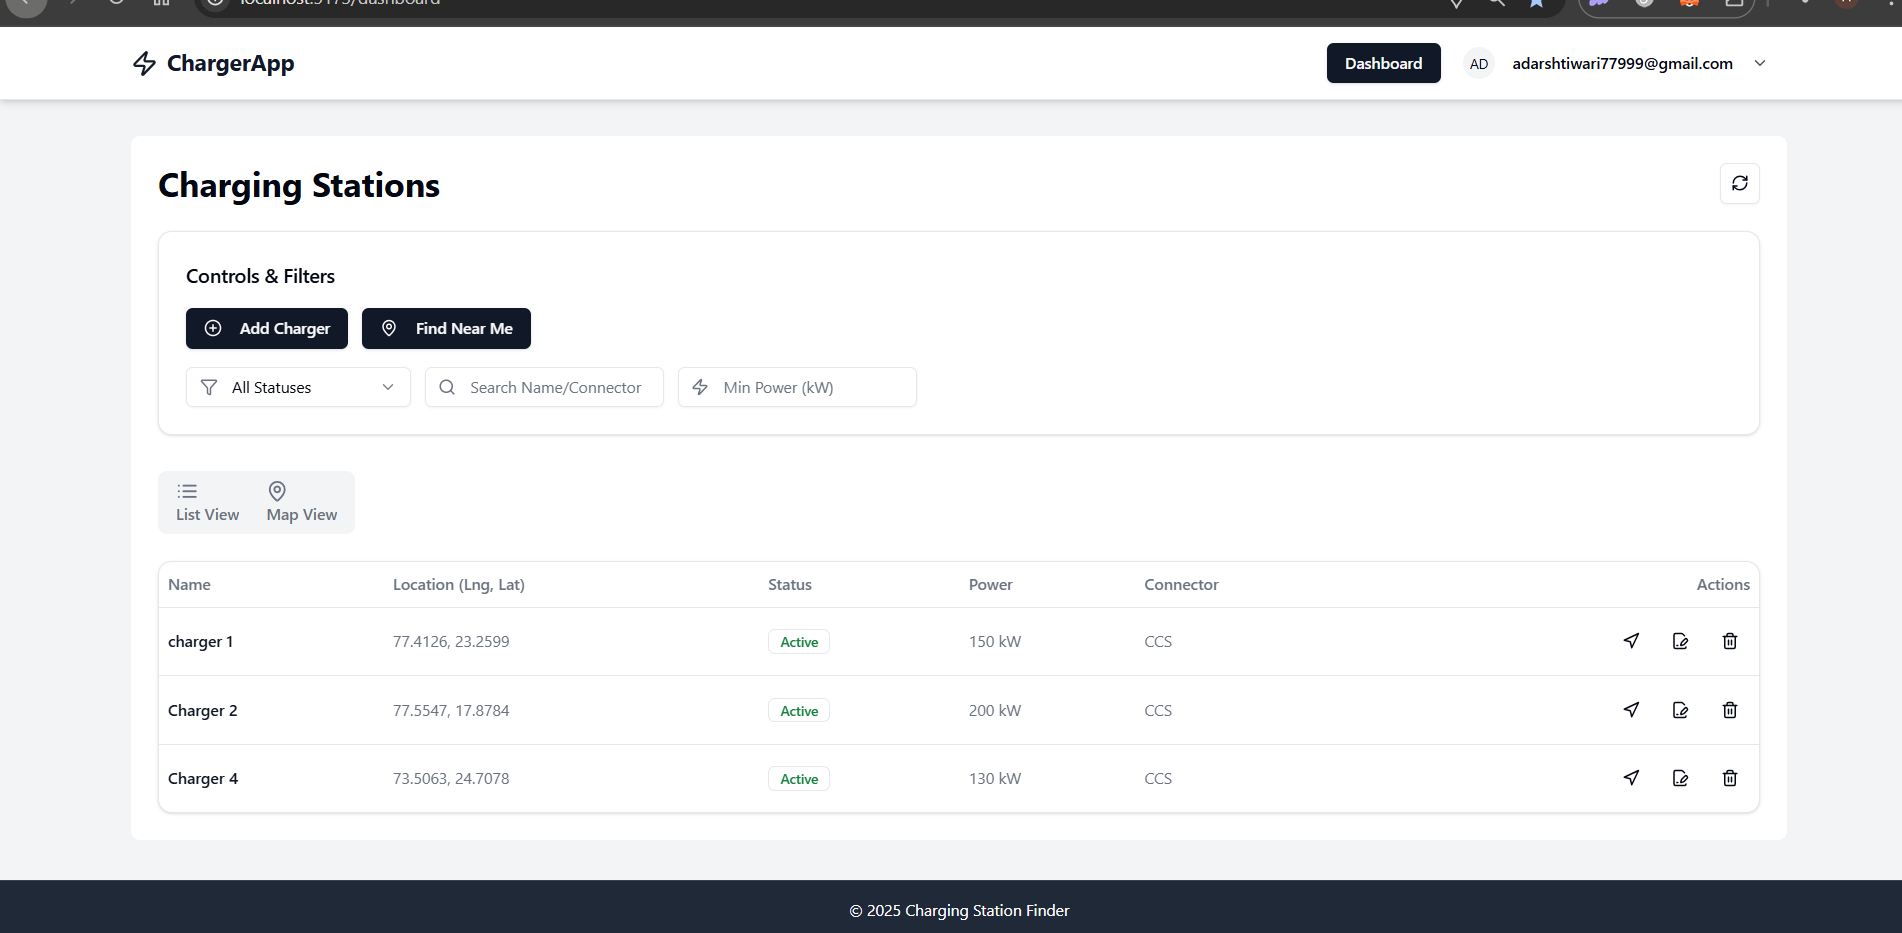 ChargerApp
Dashboard
AD
adarshtiwari77999@gmail.com
Charging Stations
Controls & Filters
Add Charger
Find Near Me
All Statuses
Search Name/Connector
Min Power (kW)
List View
Map View
Name Location (Lng, Lat) Status Power Connector Actions
charger 1 77.4126, 23.2599 Active 150 kW CCS
Charger 2 77.5547, 17.8784 Active 200 kW CCS
Charger 4 73.5063, 24.7078 Active 130 kW CCS
© 2025 Charging Station Finder